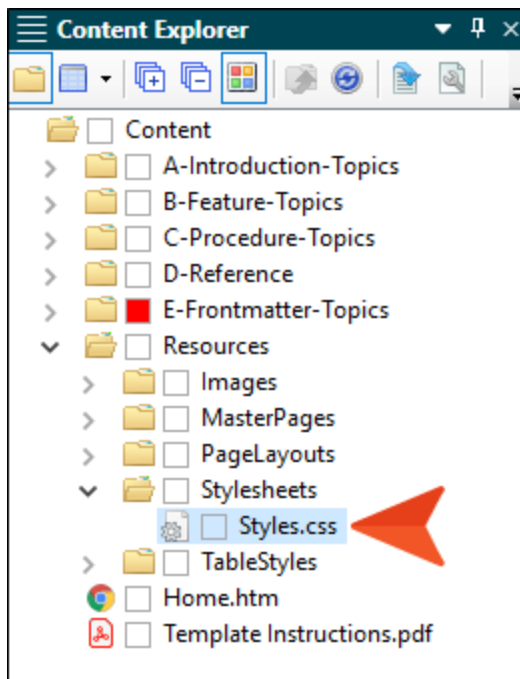 Content Explorer
Content
A-Introduction-Topics
B-Feature-Topics
C-Procedure-Topics
D-Reference
E-Frontmatter-Topics
Resources
Images
MasterPages
PageLayouts
Stylesheets
Styles.css
TableStyles
Home.htm
Template Instructions.pdf